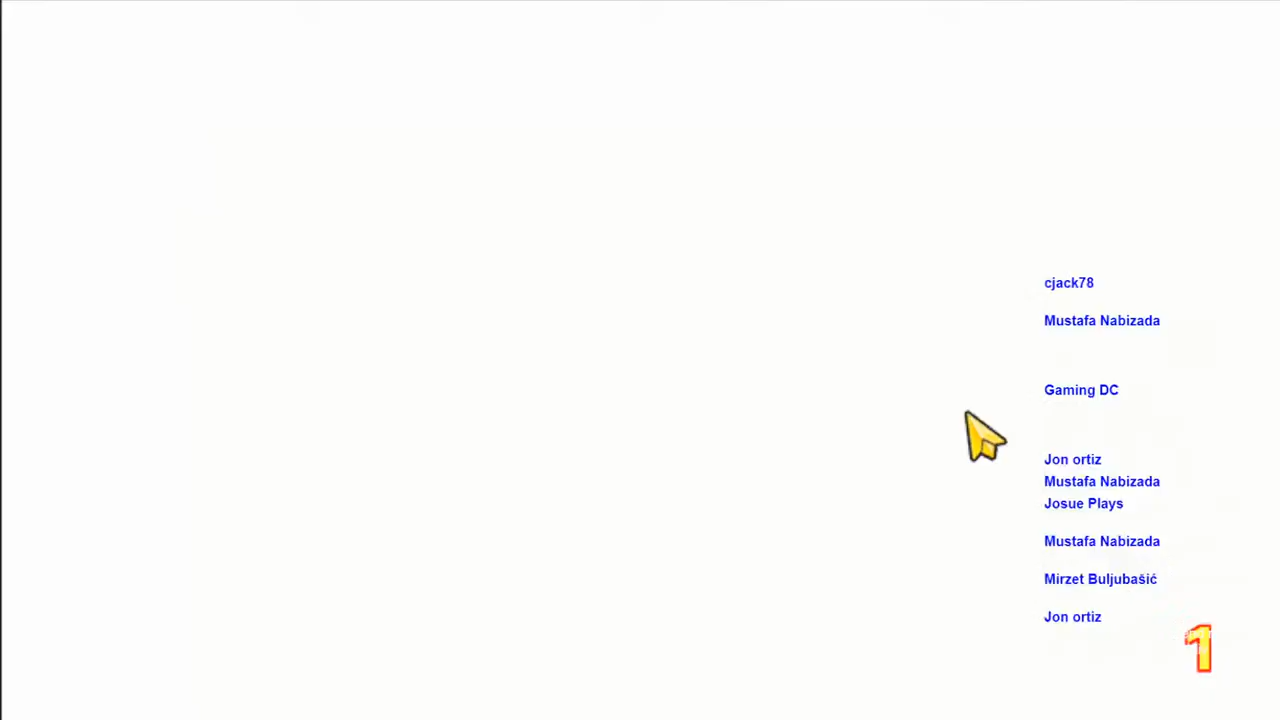 cjack78
Mustafa Nabizada
Gaming DC
Jon ortiz
Mustafa Nabizada
Josue Plays
Mustafa Nabizada
Mirzet Buljubašić
Jon ortiz
1